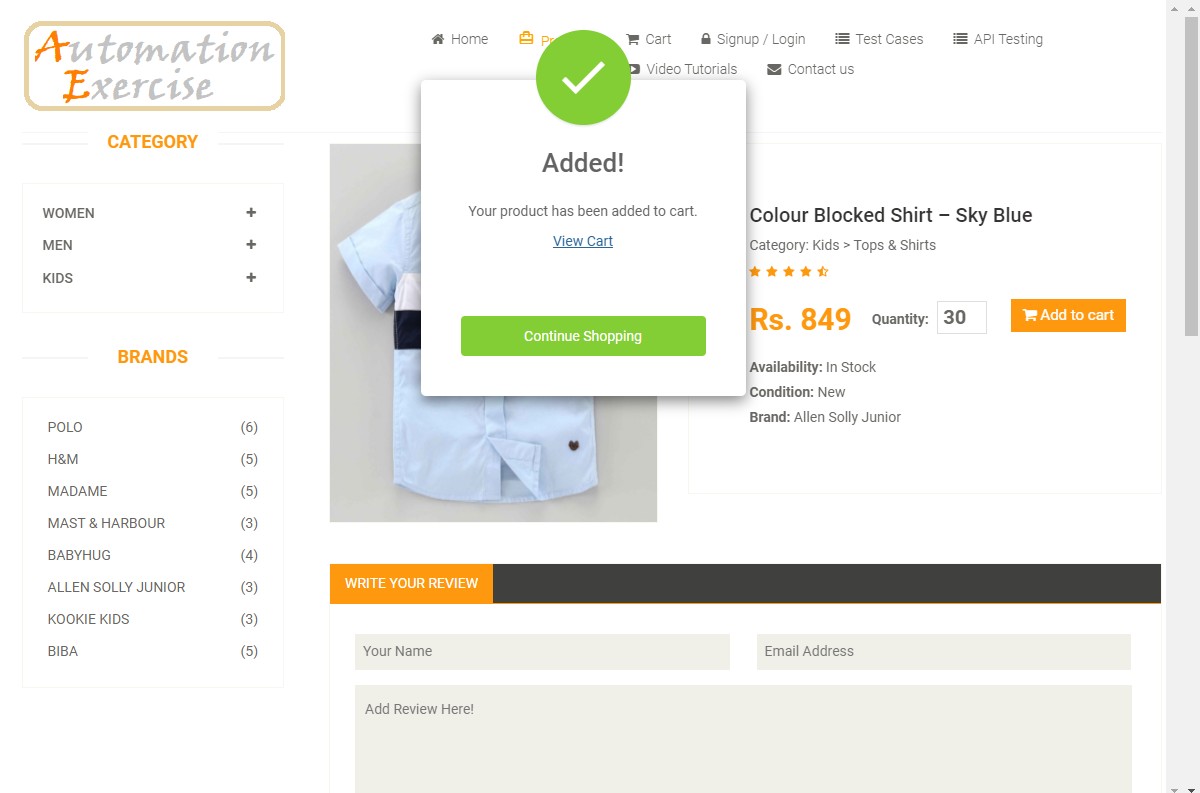 Automation
Exercise
Home
Cart
Signup / Login
Test Cases
API Testing
Video Tutorials
Contact us
CATEGORY
WOMEN
MEN
KIDS
BRANDS
POLO (6)
H&M (5)
MADAME (5)
MAST & HARBOUR (3)
BABYHUG (4)
ALLEN SOLLY JUNIOR (3)
KOOKIE KIDS (3)
BIBA (5)
Added!
Your product has been added to cart.
View Cart
Continue Shopping
Colour Blocked Shirt – Sky Blue
Category: Kids > Tops & Shirts
Rs. 849 Quantity: 30 Add to cart
Availability: In Stock
Condition: New
Brand: Allen Solly Junior
WRITE YOUR REVIEW
Your Name
Email Address
Add Review Here!